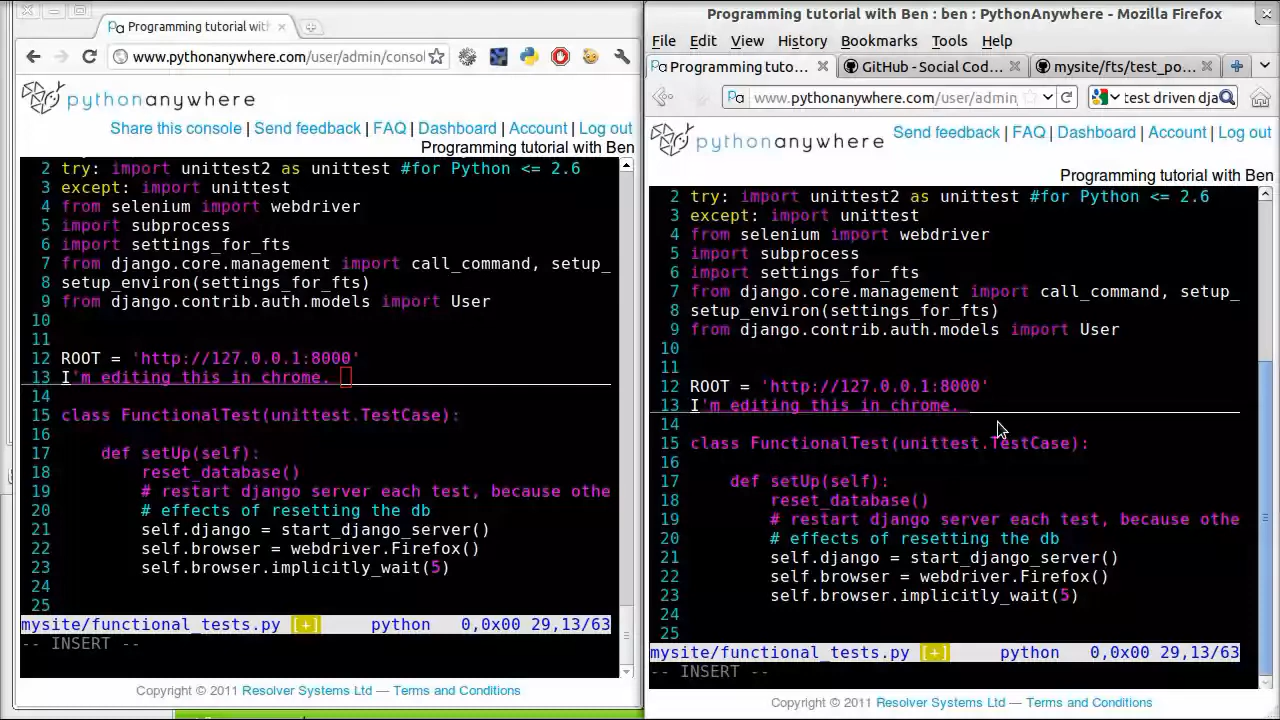 Programming tutorial with
www.pythonanywhere.com/user/admin/consol
pythonanywhere
Share this console | Send feedback | FAQ | Dashboard | Account | Log out
Programming tutorial with Ben
2 try: import unittest2 as unittest #for Python <= 2.6
3 except: import unittest
4 from selenium import webdriver
5 import subprocess
6 import settings_for_fts
7 from django.core.management import call_command, setup_
8 setup_environ(settings_for_fts)
9 from django.contrib.auth.models import User
10
11
12 ROOT = 'http://127.0.0.1:8000'
13 I'm editing this in chrome.
14
15 class FunctionalTest(unittest.TestCase):
16
17     def setUp(self):
18         reset_database()
19         # restart django server each test, because othe
20         # effects of resetting the db
21         self.django = start_django_server()
22         self.browser = webdriver.Firefox()
23         self.browser.implicitly_wait(5)
24
25
mysite/functional_tests.py [+] python 0,0x00 29,13/63
-- INSERT --
Copyright © 2011 Resolver Systems Ltd — Terms and Conditions
Programming tutorial with Ben : ben : PythonAnywhere - Mozilla Firefox
File Edit View History Bookmarks Tools Help
Programming tuto... GitHub - Social Cod... mysite/fts/test_po...
www.pythonanywhere.com/user/admin test driven dja
pythonanywhere
Send feedback | FAQ | Dashboard | Account | Log out
Programming tutorial with Ben
2 try: import unittest2 as unittest #for Python <= 2.6
3 except: import unittest
4 from selenium import webdriver
5 import subprocess
6 import settings_for_fts
7 from django.core.management import call_command, setup_
8 setup_environ(settings_for_fts)
9 from django.contrib.auth.models import User
10
11
12 ROOT = 'http://127.0.0.1:8000'
13 I'm editing this in chrome.
14
15 class FunctionalTest(unittest.TestCase):
16
17     def setUp(self):
18         reset_database()
19         # restart django server each test, because othe
20         # effects of resetting the db
21         self.django = start_django_server()
22         self.browser = webdriver.Firefox()
23         self.browser.implicitly_wait(5)
24
25
mysite/functional_tests.py [+] python 0,0x00 29,13/63
-- INSERT --
Copyright © 2011 Resolver Systems Ltd — Terms and Conditions